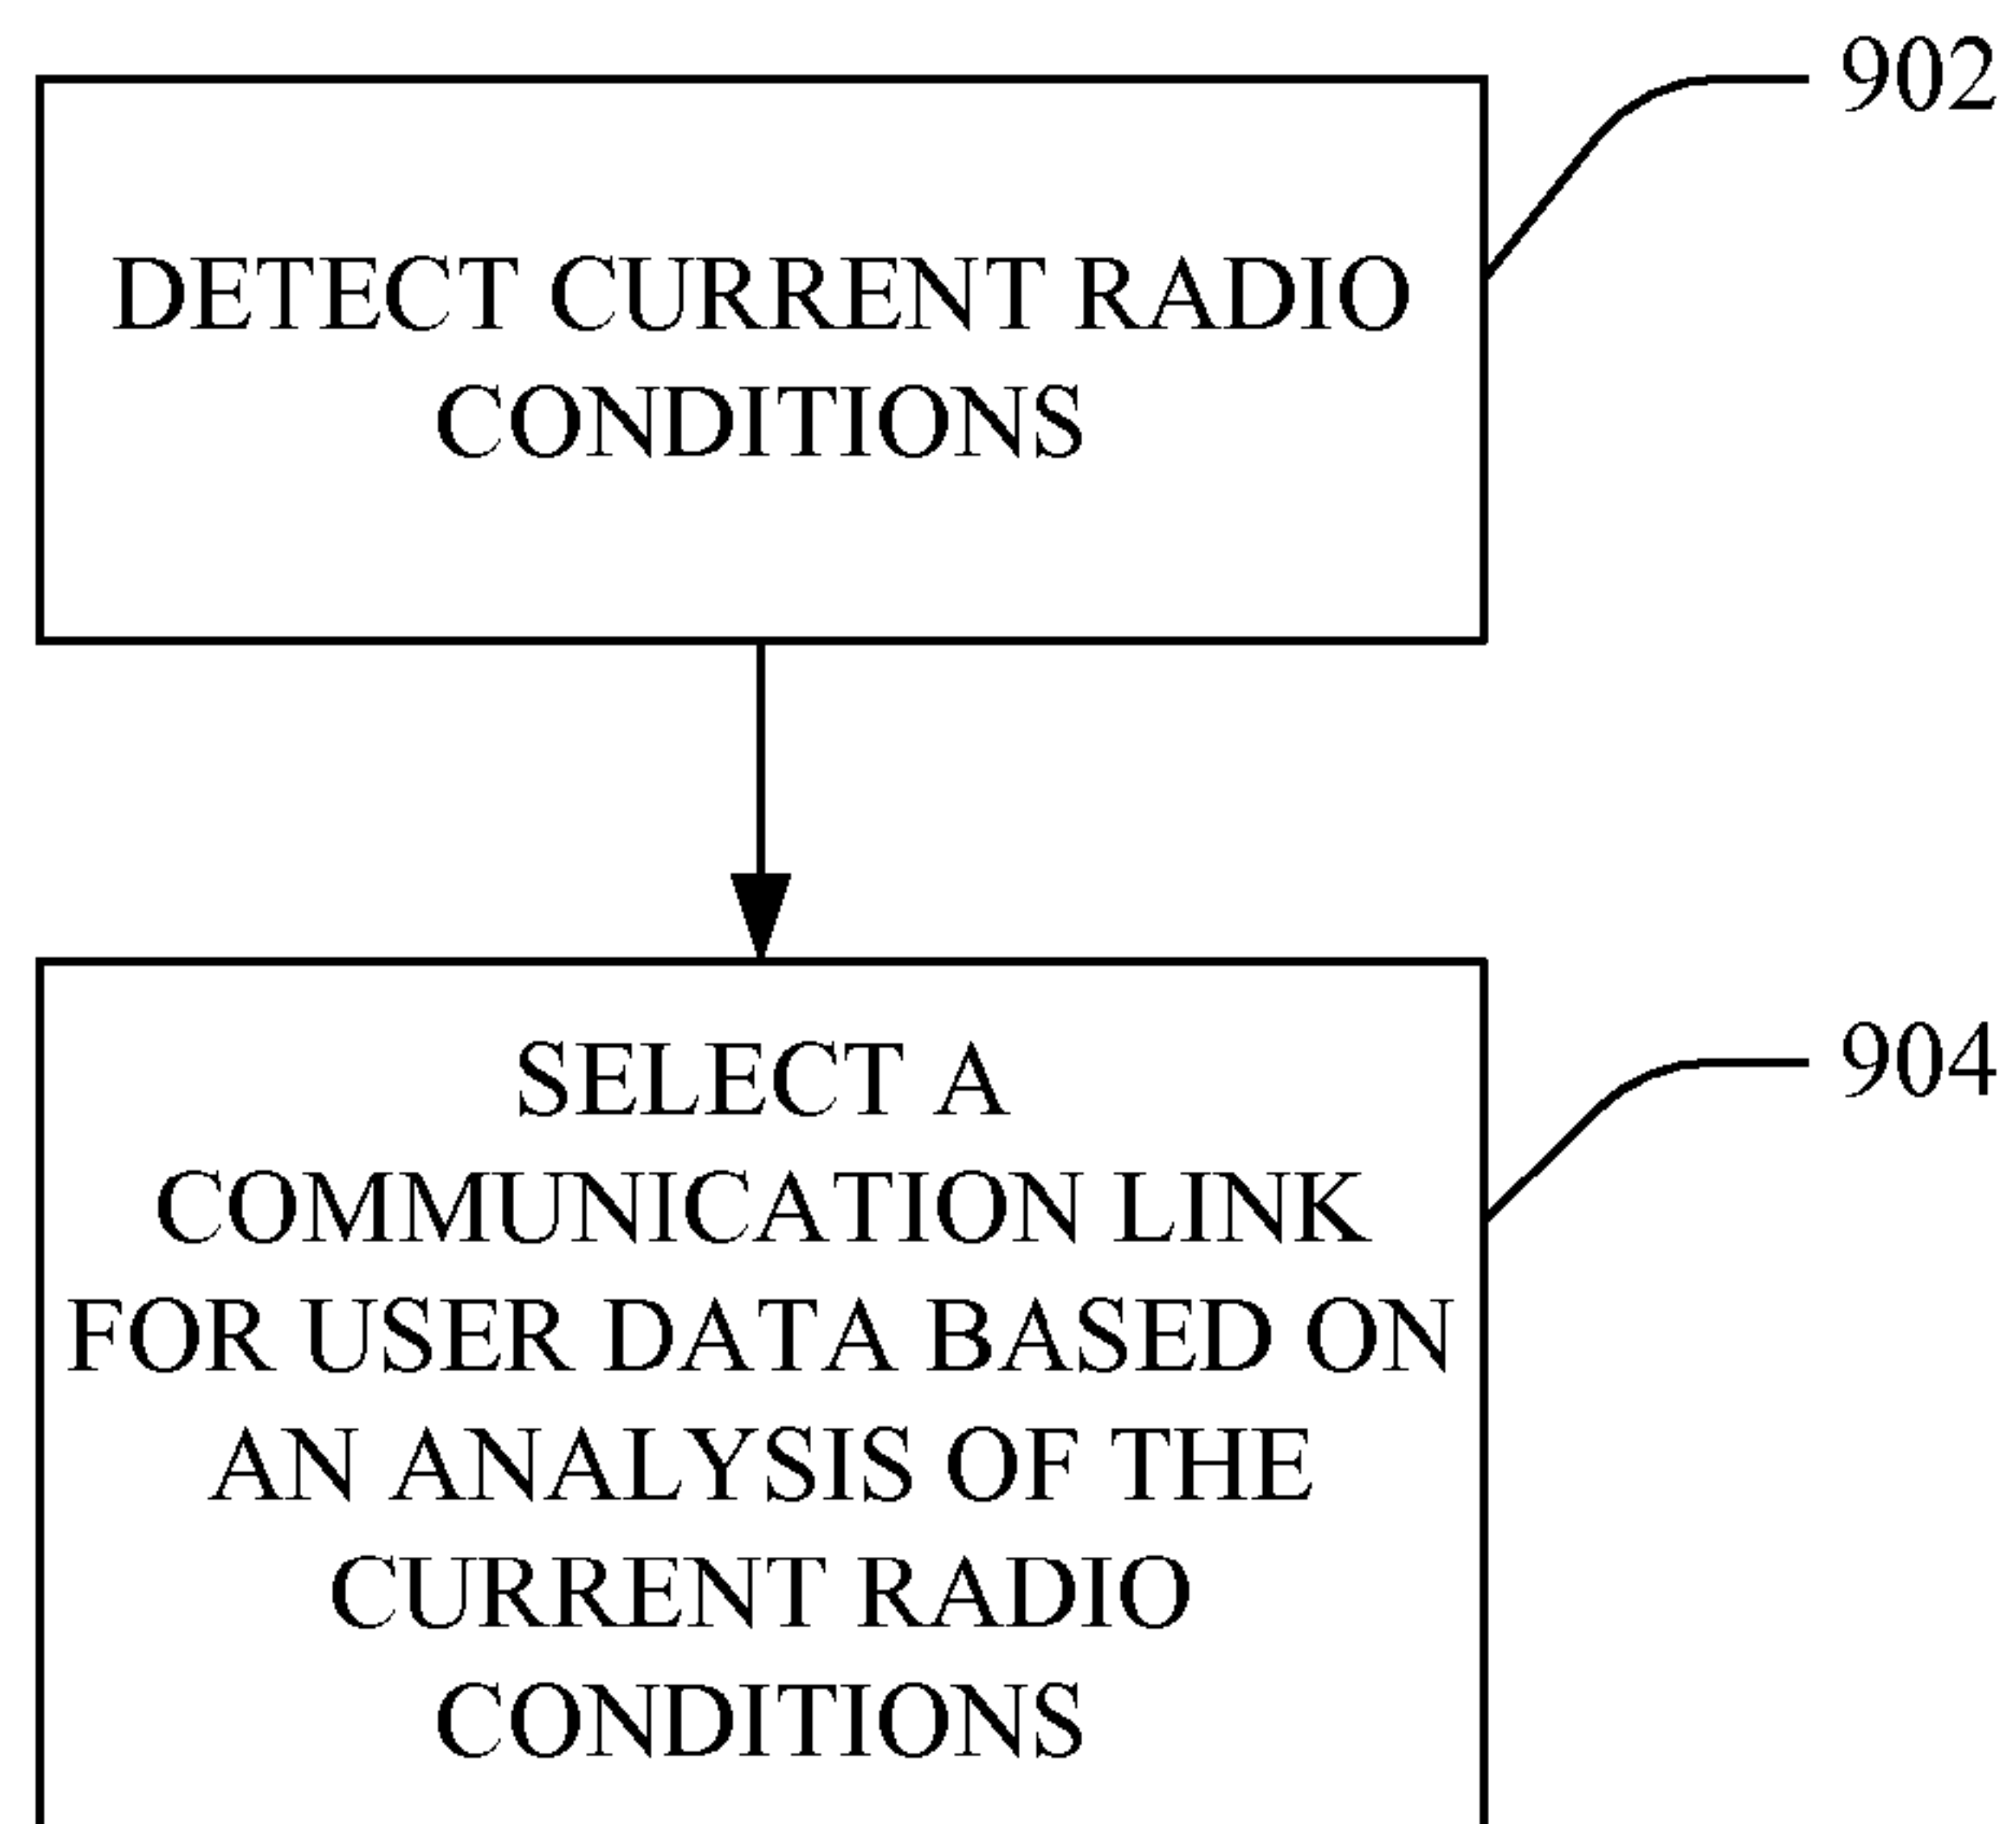 902
DETECT CURRENT RADIO
CONDITIONS
904
SELECT A
COMMUNICATION LINK
FOR USER DATA BASED ON
AN ANALYSIS OF THE
CURRENT RADIO
CONDITIONS